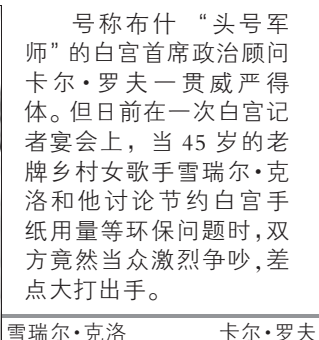 号称布什 “头号军
师”的白宫首席政治顾问
卡尔·罗夫一贯威严得
体。但日前在一次白宫记
者宴会上，当 45 岁的老
牌乡村女歌手雪瑞尔·克
洛和他讨论节约白宫手
纸用量等环保问题时，双
方竟然当众激烈争吵，差
点大打出手。
雪瑞尔·克洛 卡尔·罗夫